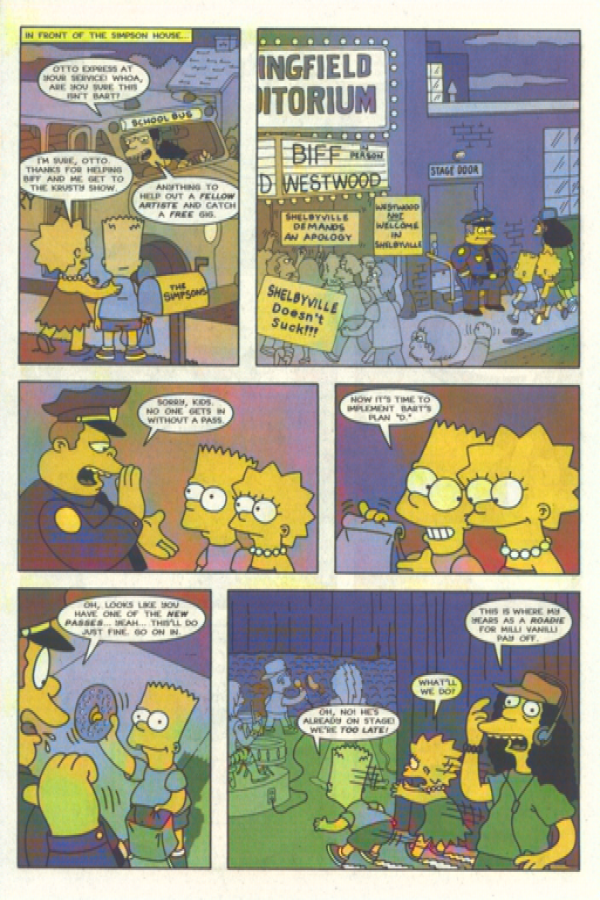 IN FRONT OF THE SIMPSON HOUSE...
OTTO EXPRESS AT
YOUR SERVICE! WHOA,
ARE YOU SURE THIS
ISN'T BART?
SCHOOL BUS
I'M SURE, OTTO.
THANKS FOR HELPING
BIFF AND ME GET TO
THE KRUSTY SHOW.
ANYTHING TO
HELP OUT A FELLOW
ARTISTE AND CATCH
A FREE GIG.
THE
SIMPSONS
INGFIELD
ITORIUM
BIFF IN
PERSON
D WESTWOOD
STAGE DOOR
SHELBYVILLE
DEMANDS
AN APOLOGY
WESTWOOD
NOT
WELCOME
IN
SHELBYVILLE
SHELBYVILLE
Doesn't
Suck!!!
SORRY, KIDS.
NO ONE GETS IN
WITHOUT A PASS.
NOW IT'S TIME TO
IMPLEMENT BART'S
PLAN "D."
OH, LOOKS LIKE YOU
HAVE ONE OF THE NEW
PASSES... YEAH... THIS'LL DO
JUST FINE. GO ON IN.
OH, NO! HE'S
ALREADY ON STAGE!
WE'RE TOO LATE!
WHAT'LL
WE DO?
THIS IS WHERE MY
YEARS AS A ROADIE
FOR MILLI VANILLI
PAY OFF.